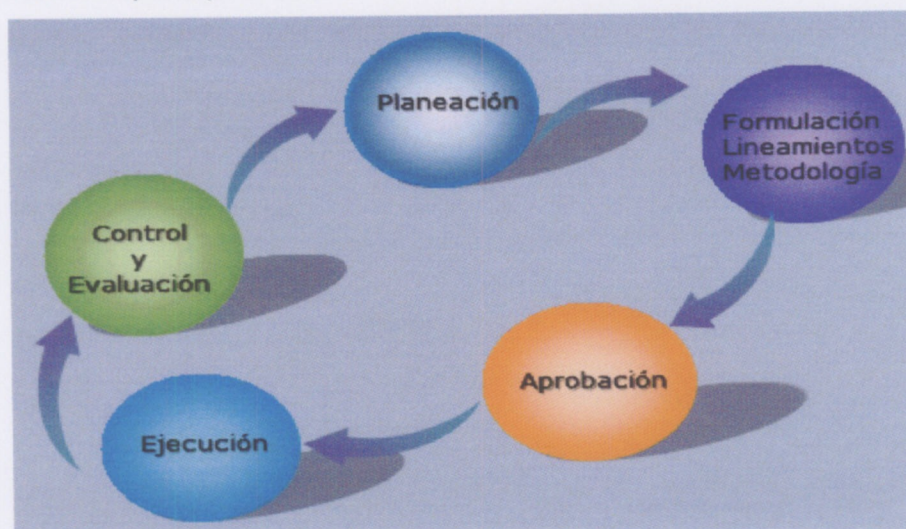 Planeación
Formulación
Lineamientos
Metodología
Aprobación
Ejecución
Control
y
Evaluación